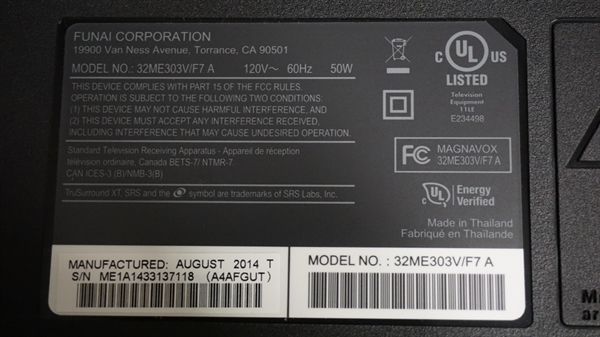 FUNAI CORPORATION
19900 Van Ness Avenue, Torrance, CA 90501
MODEL NO.: 32ME303V/F7 A 120V~ 60Hz 50W
THIS DEVICE COMPLIES WITH PART 15 OF THE FCC RULES.
OPERATION IS SUBJECT TO THE FOLLOWING TWO CONDITIONS:
(1) THIS DEVICE MAY NOT CAUSE HARMFUL INTERFERENCE, AND
(2) THIS DEVICE MUST ACCEPT ANY INTERFERENCE RECEIVED,
INCLUDING INTERFERENCE THAT MAY CAUSE UNDESIRED OPERATION.
Standard Television Receiving Apparatus - Appareil de réception
télévision ordinaire, Canada BETS-7/ NTMR-7
CAN ICES-3 (B)/NMB-3(B)
TruSurround XT, SRS and the symbol are trademarks of SRS Labs, Inc.
C UL US
LISTED
Television
Equipment
11LE
E234498
FC MAGNAVOX
32ME303V/F7 A
C UL Energy
Verified
Made in Thailand
Fabriqué en Thaïlande
MANUFACTURED: AUGUST 2014 T
S/N ME1A1433137118 (A4AFGUT)
MODEL NO. : 32ME303V/F7 A